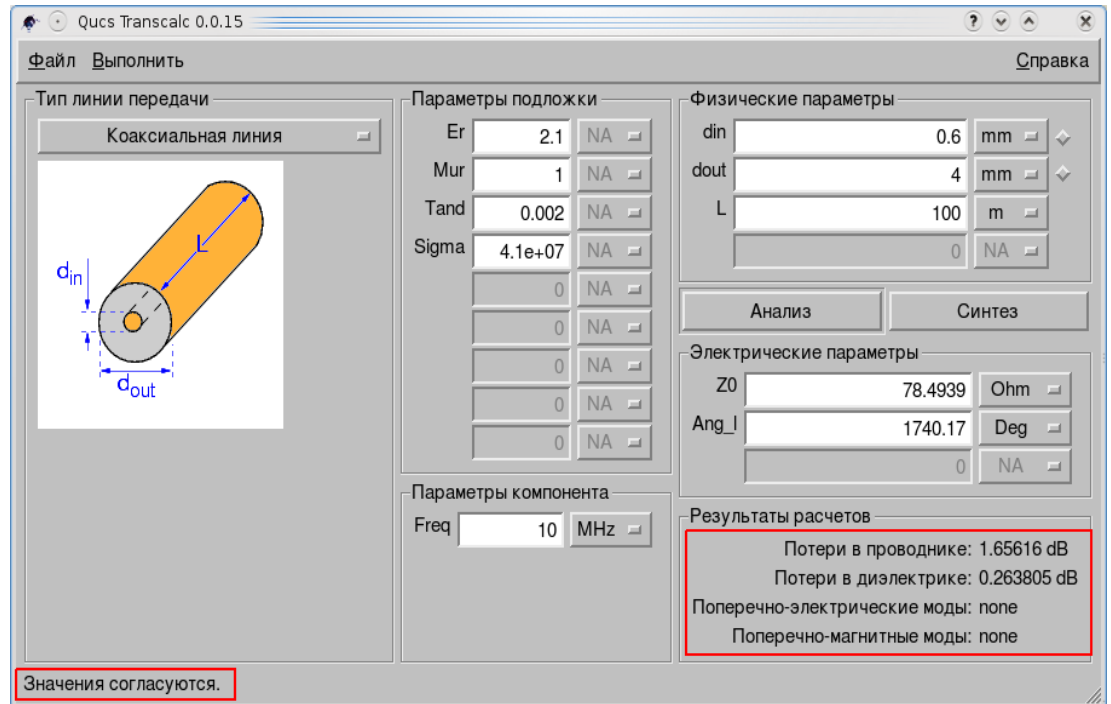 Qucs Transcalc 0.0.15
Файл Выполнить Справка
Тип линии передачи
Коаксиальная линия
L
din
dout
Параметры подложки
Er 2.1 NA
Mur 1 NA
Tand 0.002 NA
Sigma 4.1e+07 NA
0 NA
0 NA
0 NA
0 NA
0 NA
Параметры компонента
Freq 10 MHz
Физические параметры
din 0.6 mm
dout 4 mm
L 100 m
0 NA
Анализ Синтез
Электрические параметры
Z0 78.4939 Ohm
Ang_l 1740.17 Deg
0 NA
Результаты расчетов
Потери в проводнике: 1.65616 dB
Потери в диэлектрике: 0.263805 dB
Поперечно-электрические моды: none
Поперечно-магнитные моды: none
Значения согласуются.